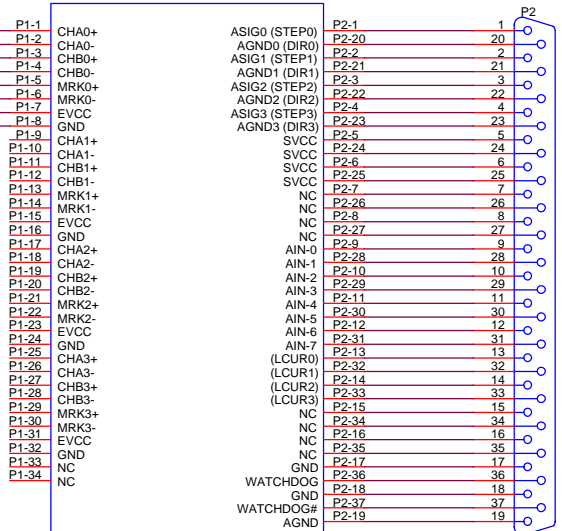 P2
P1-1 CHA0+
P1-2 CHA0-
P1-3 CHB0+
P1-4 CHB0-
P1-5 MRK0+
P1-6 MRK0-
P1-7 EVCC
P1-8 GND
P1-9 CHA1+
P1-10 CHA1-
P1-11 CHB1+
P1-12 CHB1-
P1-13 MRK1+
P1-14 MRK1-
P1-15 EVCC
P1-16 GND
P1-17 CHA2+
P1-18 CHA2-
P1-19 CHB2+
P1-20 CHB2-
P1-21 MRK2+
P1-22 MRK2-
P1-23 EVCC
P1-24 GND
P1-25 CHA3+
P1-26 CHA3-
P1-27 CHB3+
P1-28 CHB3-
P1-29 MRK3+
P1-30 MRK3-
P1-31 EVCC
P1-32 GND
P1-33 NC
P1-34 NC
ASIG0 (STEP0) P2-1 1
AGND0 (DIR0) P2-20 20
ASIG1 (STEP1) P2-2 2
AGND1 (DIR1) P2-21 21
ASIG2 (STEP2) P2-3 3
AGND2 (DIR2) P2-22 22
ASIG3 (STEP3) P2-4 4
AGND3 (DIR3) P2-23 23
SVCC P2-5 5
SVCC P2-24 24
SVCC P2-6 6
SVCC P2-25 25
NC P2-7 7
NC P2-26 26
NC P2-8 8
NC P2-27 27
AIN-0 P2-9 9
AIN-1 P2-28 28
AIN-2 P2-10 10
AIN-3 P2-29 29
AIN-4 P2-11 11
AIN-5 P2-30 30
AIN-6 P2-12 12
AIN-7 P2-31 31
(LCUR0) P2-13 13
(LCUR1) P2-32 32
(LCUR2) P2-14 14
(LCUR3) P2-33 33
NC P2-15 15
NC P2-34 34
NC P2-16 16
NC P2-35 35
GND P2-17 17
WATCHDOG P2-36 36
GND P2-18 18
WATCHDOG# P2-37 37
AGND P2-19 19